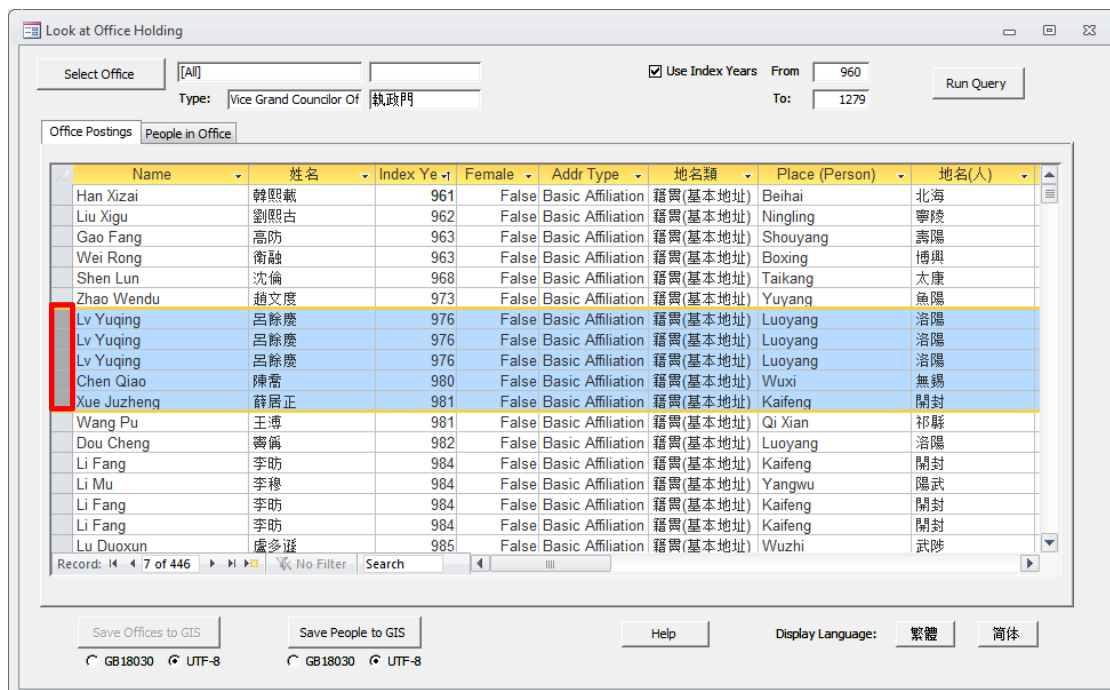 Look at Office Holding
Select Office [All] Use Index Years From 960 Run Query
Type: Vice Grand Councilor Of 執政門 To: 1279
Office Postings People in Office
Name 姓名 Index Ye Female Addr Type 地名類 Place (Person) 地名(人)
Han Xizai 韓熙載 961 False Basic Affiliation 籍貫(基本地址) Beihai 北海
Liu Xigu 劉熙古 962 False Basic Affiliation 籍貫(基本地址) Ningling 寧陵
Gao Fang 高防 963 False Basic Affiliation 籍貫(基本地址) Shouyang 壽陽
Wei Rong 衛融 963 False Basic Affiliation 籍貫(基本地址) Boxing 博興
Shen Lun 沈倫 968 False Basic Affiliation 籍貫(基本地址) Taikang 太康
Zhao Wendu 趙文度 973 False Basic Affiliation 籍貫(基本地址) Yuyang 魚陽
Lv Yuqing 呂餘慶 976 False Basic Affiliation 籍貫(基本地址) Luoyang 洛陽
Lv Yuqing 呂餘慶 976 False Basic Affiliation 籍貫(基本地址) Luoyang 洛陽
Lv Yuqing 呂餘慶 976 False Basic Affiliation 籍貫(基本地址) Luoyang 洛陽
Chen Qiao 陳喬 980 False Basic Affiliation 籍貫(基本地址) Wuxi 無錫
Xue Juzheng 薛居正 981 False Basic Affiliation 籍貫(基本地址) Kaifeng 開封
Wang Pu 王溥 981 False Basic Affiliation 籍貫(基本地址) Qi Xian 祁縣
Dou Cheng 竇偁 982 False Basic Affiliation 籍貫(基本地址) Luoyang 洛陽
Li Fang 李昉 984 False Basic Affiliation 籍貫(基本地址) Kaifeng 開封
Li Mu 李穆 984 False Basic Affiliation 籍貫(基本地址) Yangwu 陽武
Li Fang 李昉 984 False Basic Affiliation 籍貫(基本地址) Kaifeng 開封
Li Fang 李昉 984 False Basic Affiliation 籍貫(基本地址) Kaifeng 開封
Lu Duoxun 盧多遜 985 False Basic Affiliation 籍貫(基本地址) Wuzhi 武陟
Record: 7 of 446 No Filter Search
Save Offices to GIS Save People to GIS Help Display Language: 繁體 简体
GB18030 UTF-8 GB18030 UTF-8